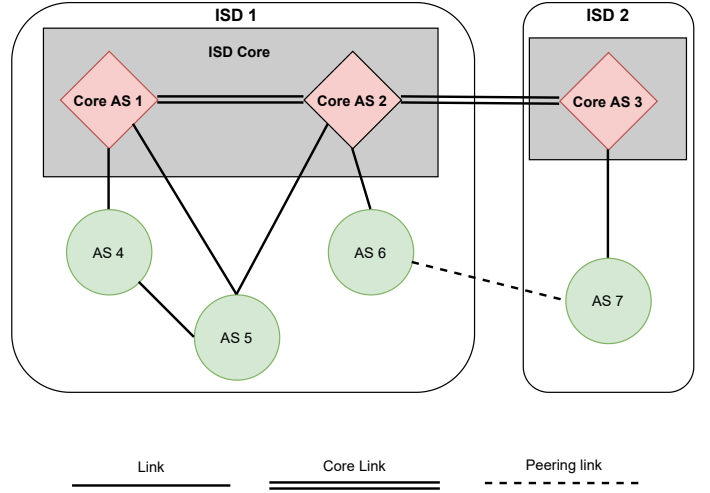 ISD 1
ISD 2
ISD Core
Core AS 1
Core AS 2
Core AS 3
AS 4
AS 6
AS 7
AS 5
Link
Core Link
Peering link